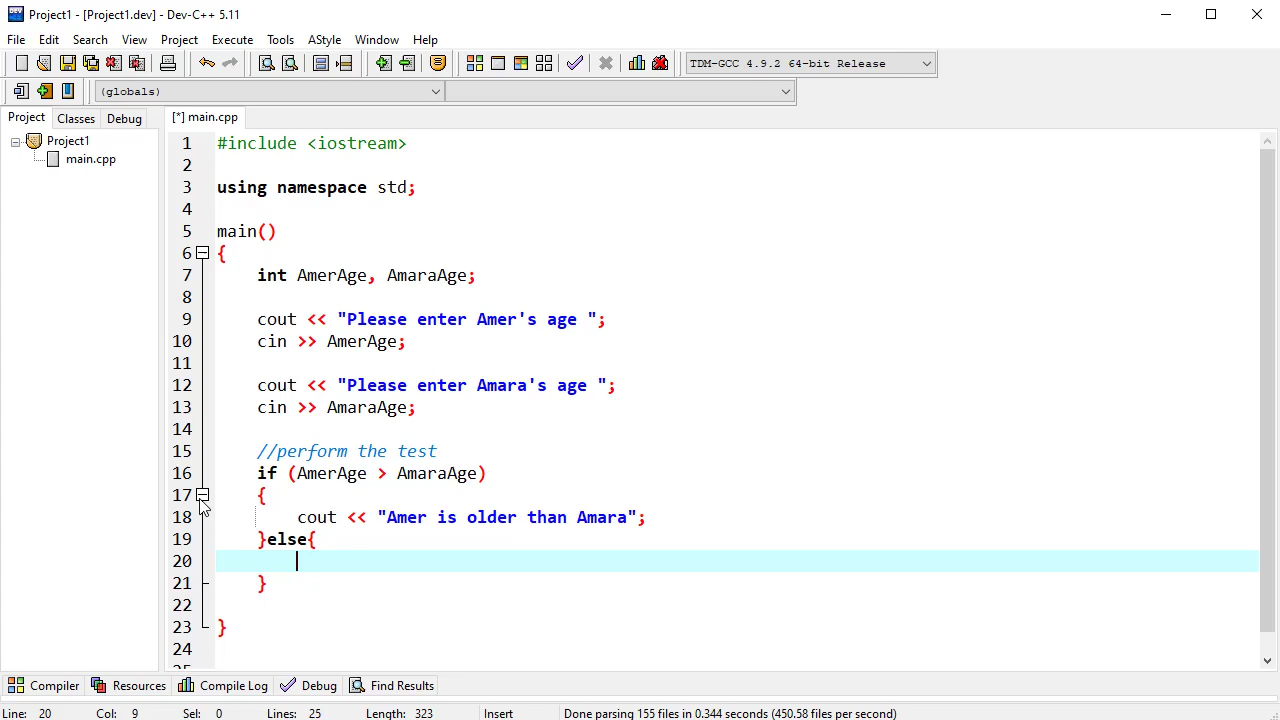 Project1 - [Project1.dev] - Dev-C++ 5.11
File Edit Search View Project Execute Tools AStyle Window Help
TDM-GCC 4.9.2 64-bit Release
(globals)
Project Classes Debug [*] main.cpp
Project1
main.cpp
1 #include <iostream>
2
3 using namespace std;
4
5 main()
6 {
7 int AmerAge, AmaraAge;
8
9 cout << "Please enter Amer's age ";
10 cin >> AmerAge;
11
12 cout << "Please enter Amara's age ";
13 cin >> AmaraAge;
14
15 //perform the test
16 if (AmerAge > AmaraAge)
17 {
18 cout << "Amer is older than Amara";
19 }else{
20
21 }
22
23 }
24
25
Compiler Resources Compile Log Debug Find Results
Line: 20 Col: 9 Sel: 0 Lines: 25 Length: 323 Insert Done parsing 155 files in 0.344 seconds (450.58 files per second)